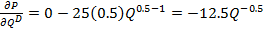 ∂P/∂Q^D = 0 − 25(0.5)Q^{0.5−1} = −12.5Q^{−0.5}